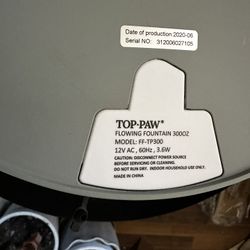 Date of production 2020-06
Serial NO: 312006027105
TOP-PAW®
FLOWING FOUNTAIN 300OZ
MODEL: FF-TP300
12V AC , 60Hz , 3.6W
CAUTION: DISCONNECT POWER SOURCE
BEFORE SERVICING OR CLEANING.
DO NOT RUN DRY. INDOOR HOUSEHOLD USE ONLY.
MADE IN CHINA